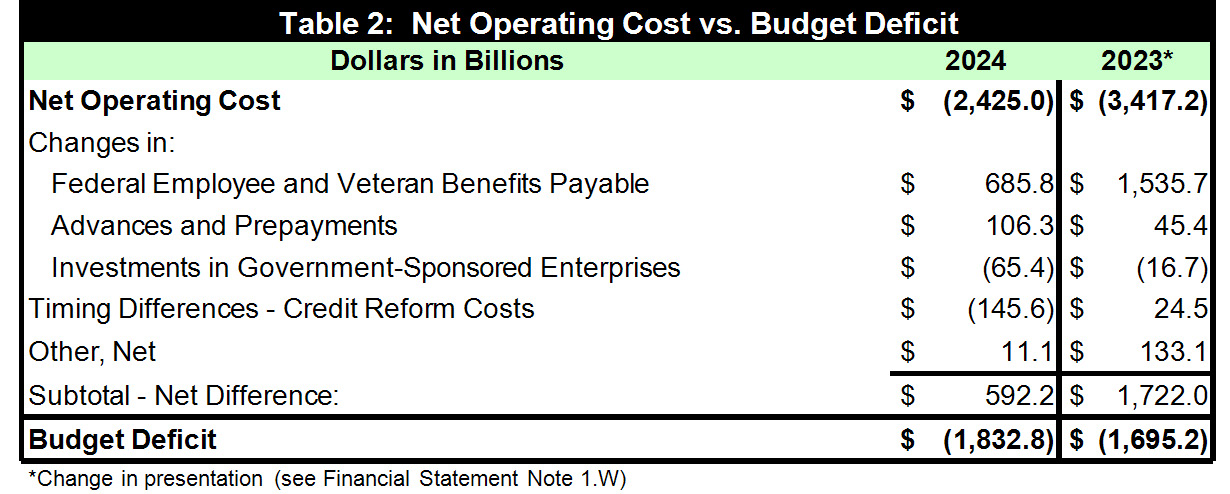 Table 2:  Net Operating Cost vs. Budget Deficit
Dollars in Billions 2024 2023*
Net Operating Cost $ (2,425.0) $ (3,417.2)
Changes in:
Federal Employee and Veteran Benefits Payable $ 685.8 $ 1,535.7
Advances and Prepayments $ 106.3 $ 45.4
Investments in Government-Sponsored Enterprises $ (65.4) $ (16.7)
Timing Differences - Credit Reform Costs $ (145.6) $ 24.5
Other, Net $ 11.1 $ 133.1
Subtotal - Net Difference: $ 592.2 $ 1,722.0
Budget Deficit $ (1,832.8) $ (1,695.2)
*Change in presentation (see Financial Statement Note 1.W)